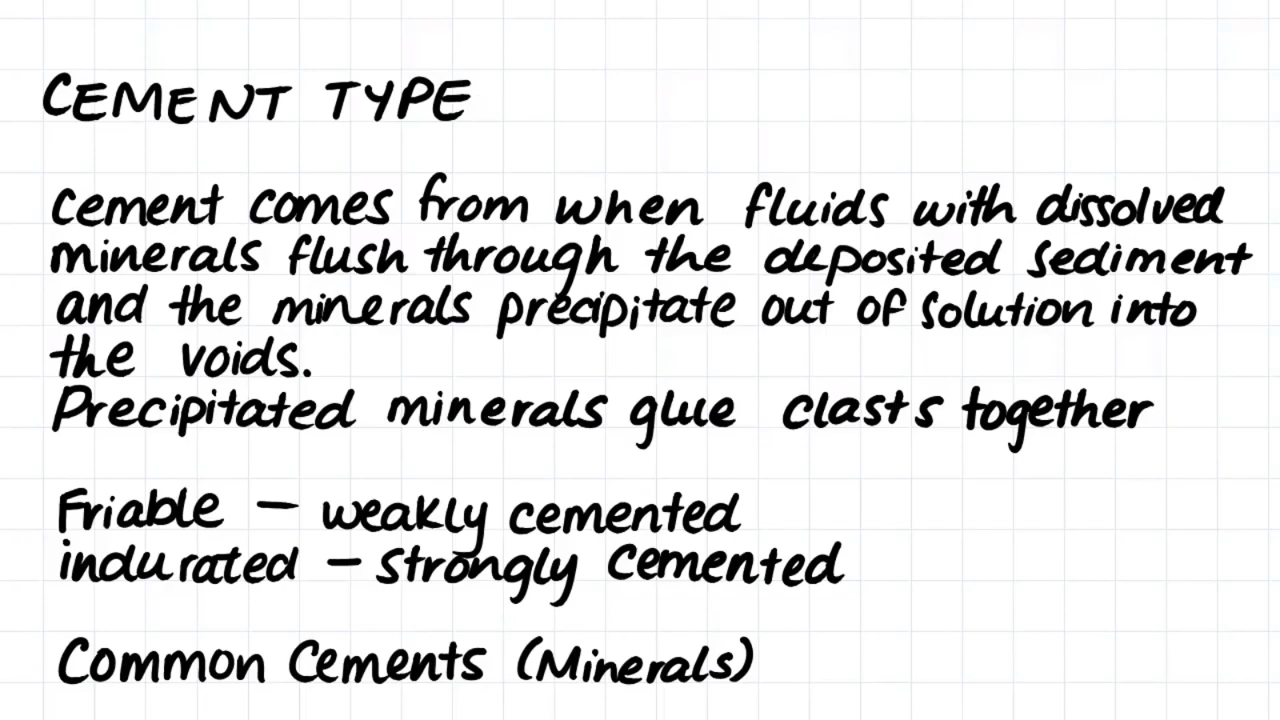 CEMENT TYPE
cement comes from when fluids with dissolved
minerals flush through the deposited sediment
and the minerals precipitate out of solution into
the voids.
Precipitated minerals glue clasts together
Friable – weakly cemented
indurated – strongly cemented
Common Cements (Minerals)